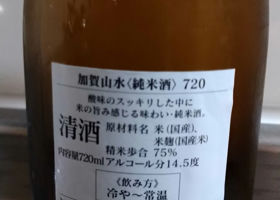 加賀山水〈純米酒〉720
酸味のスッキリした中に
米の旨み感じる味わい・純米酒。
清酒
原材料名 米(国産)、
米麹(国産米)
精米歩合 75%
内容量720ml アルコール分14.5度
《飲み方》
冷や〜常温